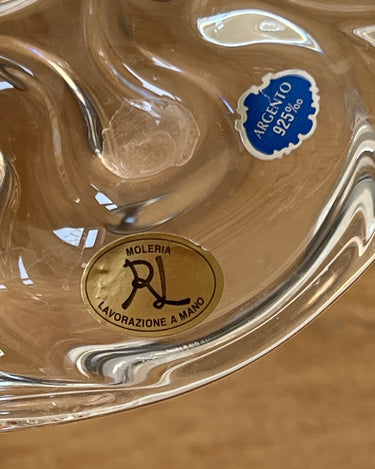 ARGENTO
925‰
MOLERIA
RL
LAVORAZIONE A MANO